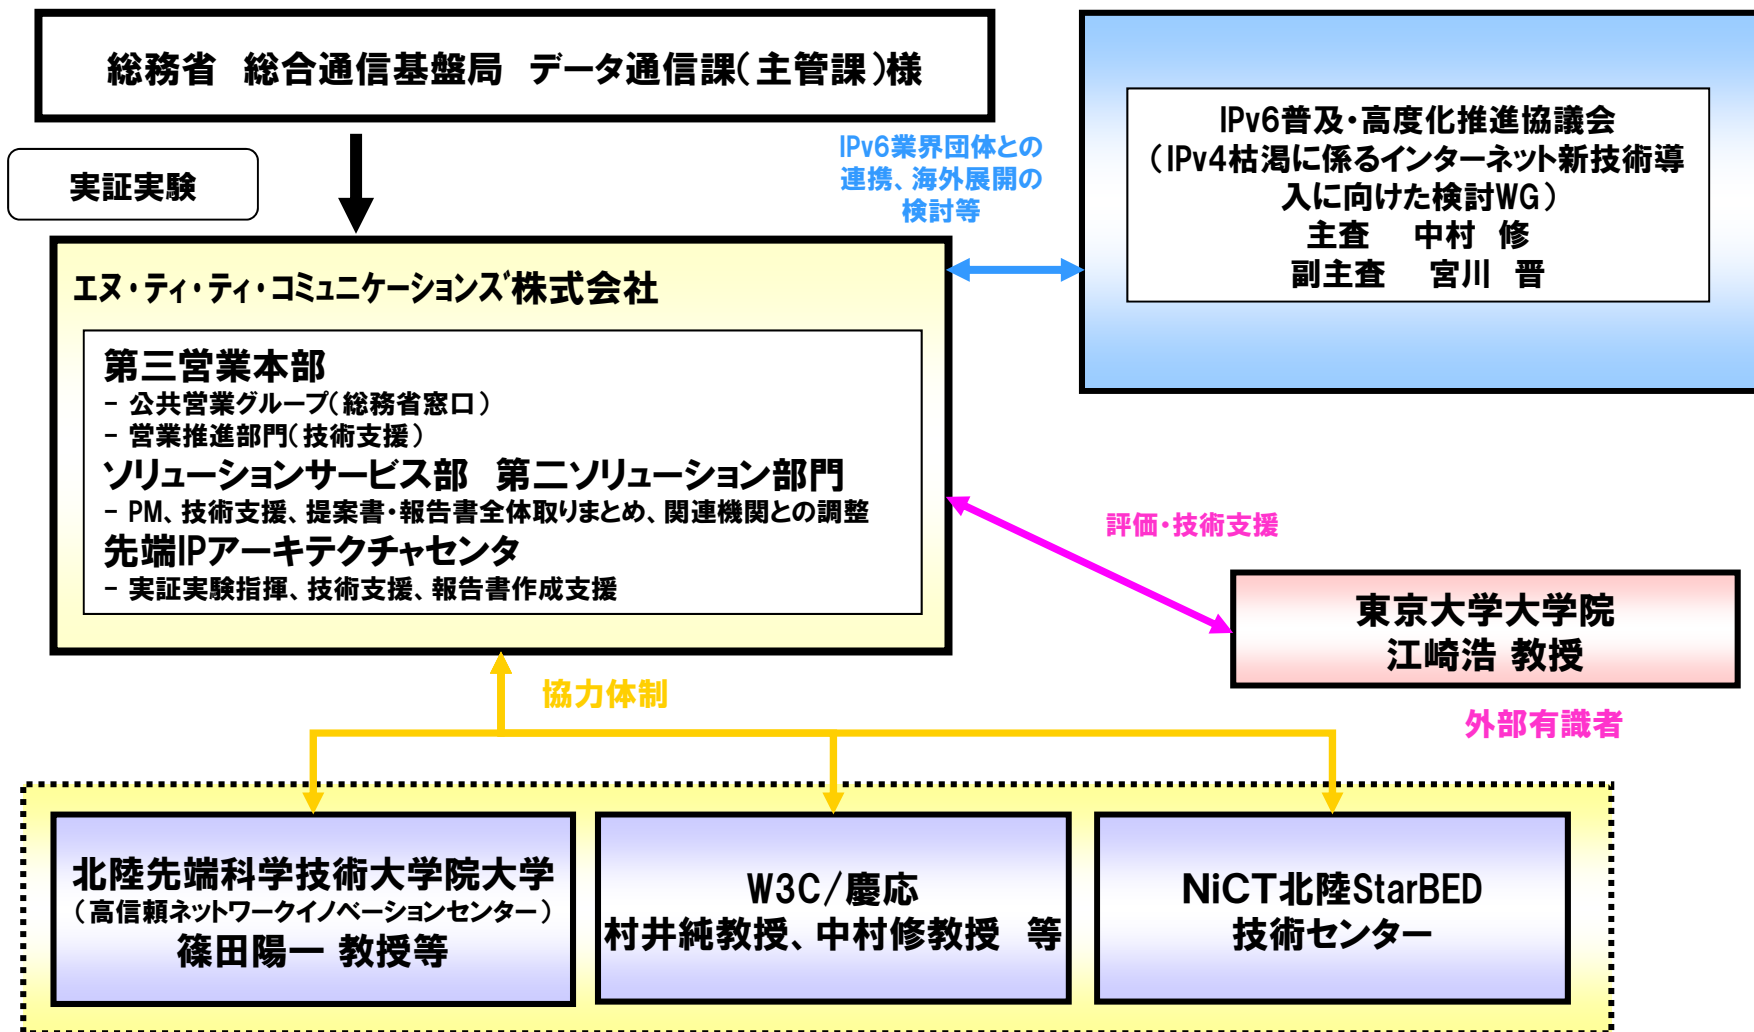 総務省　総合通信基盤局　データ通信課(主管課)様
実証実験
IPv6業界団体との
連携、海外展開の
検討等
IPv6普及・高度化推進協議会
(IPv4枯渇に係るインターネット新技術導
入に向けた検討WG)
主査　中村　修
副主査　宮川　晋
エヌ・ティ・ティ・コミュニケーションズ株式会社
第三営業本部
- 公共営業グループ(総務省窓口)
- 営業推進部門(技術支援)
ソリューションサービス部　第二ソリューション部門
- PM、技術支援、提案書・報告書全体取りまとめ、関連機関との調整
先端IPアーキテクチャセンタ
- 実証実験指揮、技術支援、報告書作成支援
評価・技術支援
東京大学大学院
江崎浩 教授
外部有識者
協力体制
北陸先端科学技術大学院大学
(高信頼ネットワークイノベーションセンター)
篠田陽一 教授等
W3C/慶応
村井純教授、中村修教授　等
NiCT北陸StarBED
技術センター